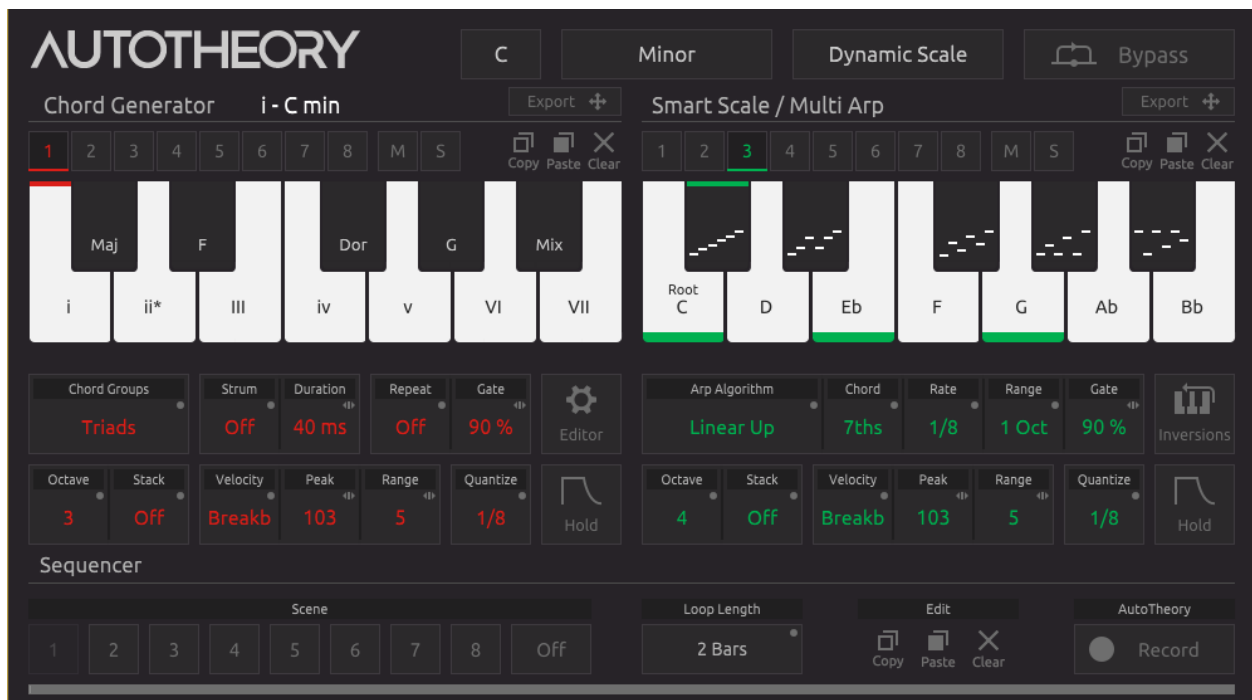 AUTOTHEORY
C Minor Dynamic Scale Bypass
Chord Generator i - C min Export
1 2 3 4 5 6 7 8 M S Copy Paste Clear
Maj F Dor G Mix
i ii* III iv v VI VII
Chord Groups Strum Duration Repeat Gate
Triads Off 40 ms Off 90 % Editor
Octave Stack Velocity Peak Range Quantize
3 Off Breakb 103 5 1/8 Hold
Smart Scale / Multi Arp Export
1 2 3 4 5 6 7 8 M S Copy Paste Clear
Root
C D Eb F G Ab Bb
Arp Algorithm Chord Rate Range Gate
Linear Up 7ths 1/8 1 Oct 90 % Inversions
Octave Stack Velocity Peak Range Quantize
4 Off Breakb 103 5 1/8 Hold
Sequencer
Scene Loop Length Edit AutoTheory
1 2 3 4 5 6 7 8 Off 2 Bars Copy Paste Clear Record